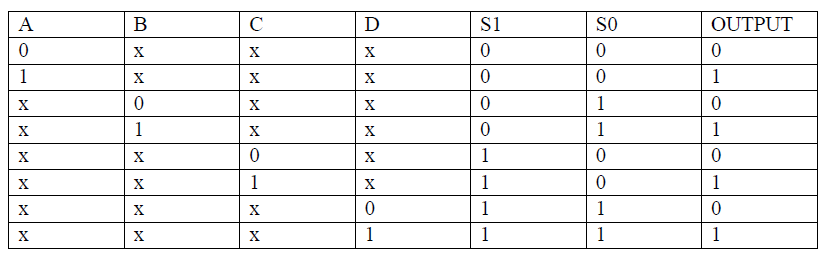 A B C D S1 S0 OUTPUT
0 x x x 0 0 0
1 x x x 0 0 1
x 0 x x 0 1 0
x 1 x x 0 1 1
x x 0 x 1 0 0
x x 1 x 1 0 1
x x x 0 1 1 0
x x x 1 1 1 1